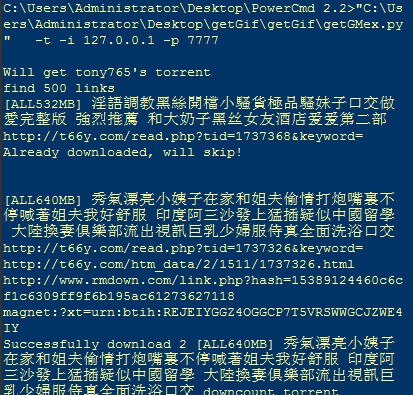 C:\Users\Administrator\Desktop\PowerCmd 2.2>"C:\Us
ers\Administrator\Desktop\getGif\getGif\getGMex.py
"   -t -i 127.0.0.1 -p 7777
Will get tony765's torrent
find 500 links
[ALL532MB] 淫語調教黑絲開檔小騷貨極品騷妹子口交做
愛完整版 強烈推薦 和大奶子黑丝女友酒店爱爱第二部
http://t66y.com/read.php?tid=1737368&keyword=
Already downloaded, will skip!
[ALL640MB] 秀氣漂亮小姨子在家和姐夫偷情打炮嘴裏不
停喊著姐夫我好舒服 印度阿三沙發上猛插疑似中國留學
 大陸換妻俱樂部流出視訊巨乳少婦服侍真全面洗浴口交
http://t66y.com/read.php?tid=1737326&keyword=
http://t66y.com/htm_data/2/1511/1737326.html
http://www.rmdown.com/link.php?hash=15389124460c6c
f1c6309ff9f6b195ac61273627118
magnet:?xt=urn:btih:REJEIYGGZ4OGGCP7T5VRSWWGCJZWE4
IY
Successfully download 2 [ALL640MB] 秀氣漂亮小姨子
在家和姐夫偷情打炮嘴裏不停喊著姐夫我好舒服 印度阿
三沙發上猛插疑似中國留學 大陸換妻俱樂部流出視訊巨
乳少婦服侍真全面洗浴口交 downcount torrent